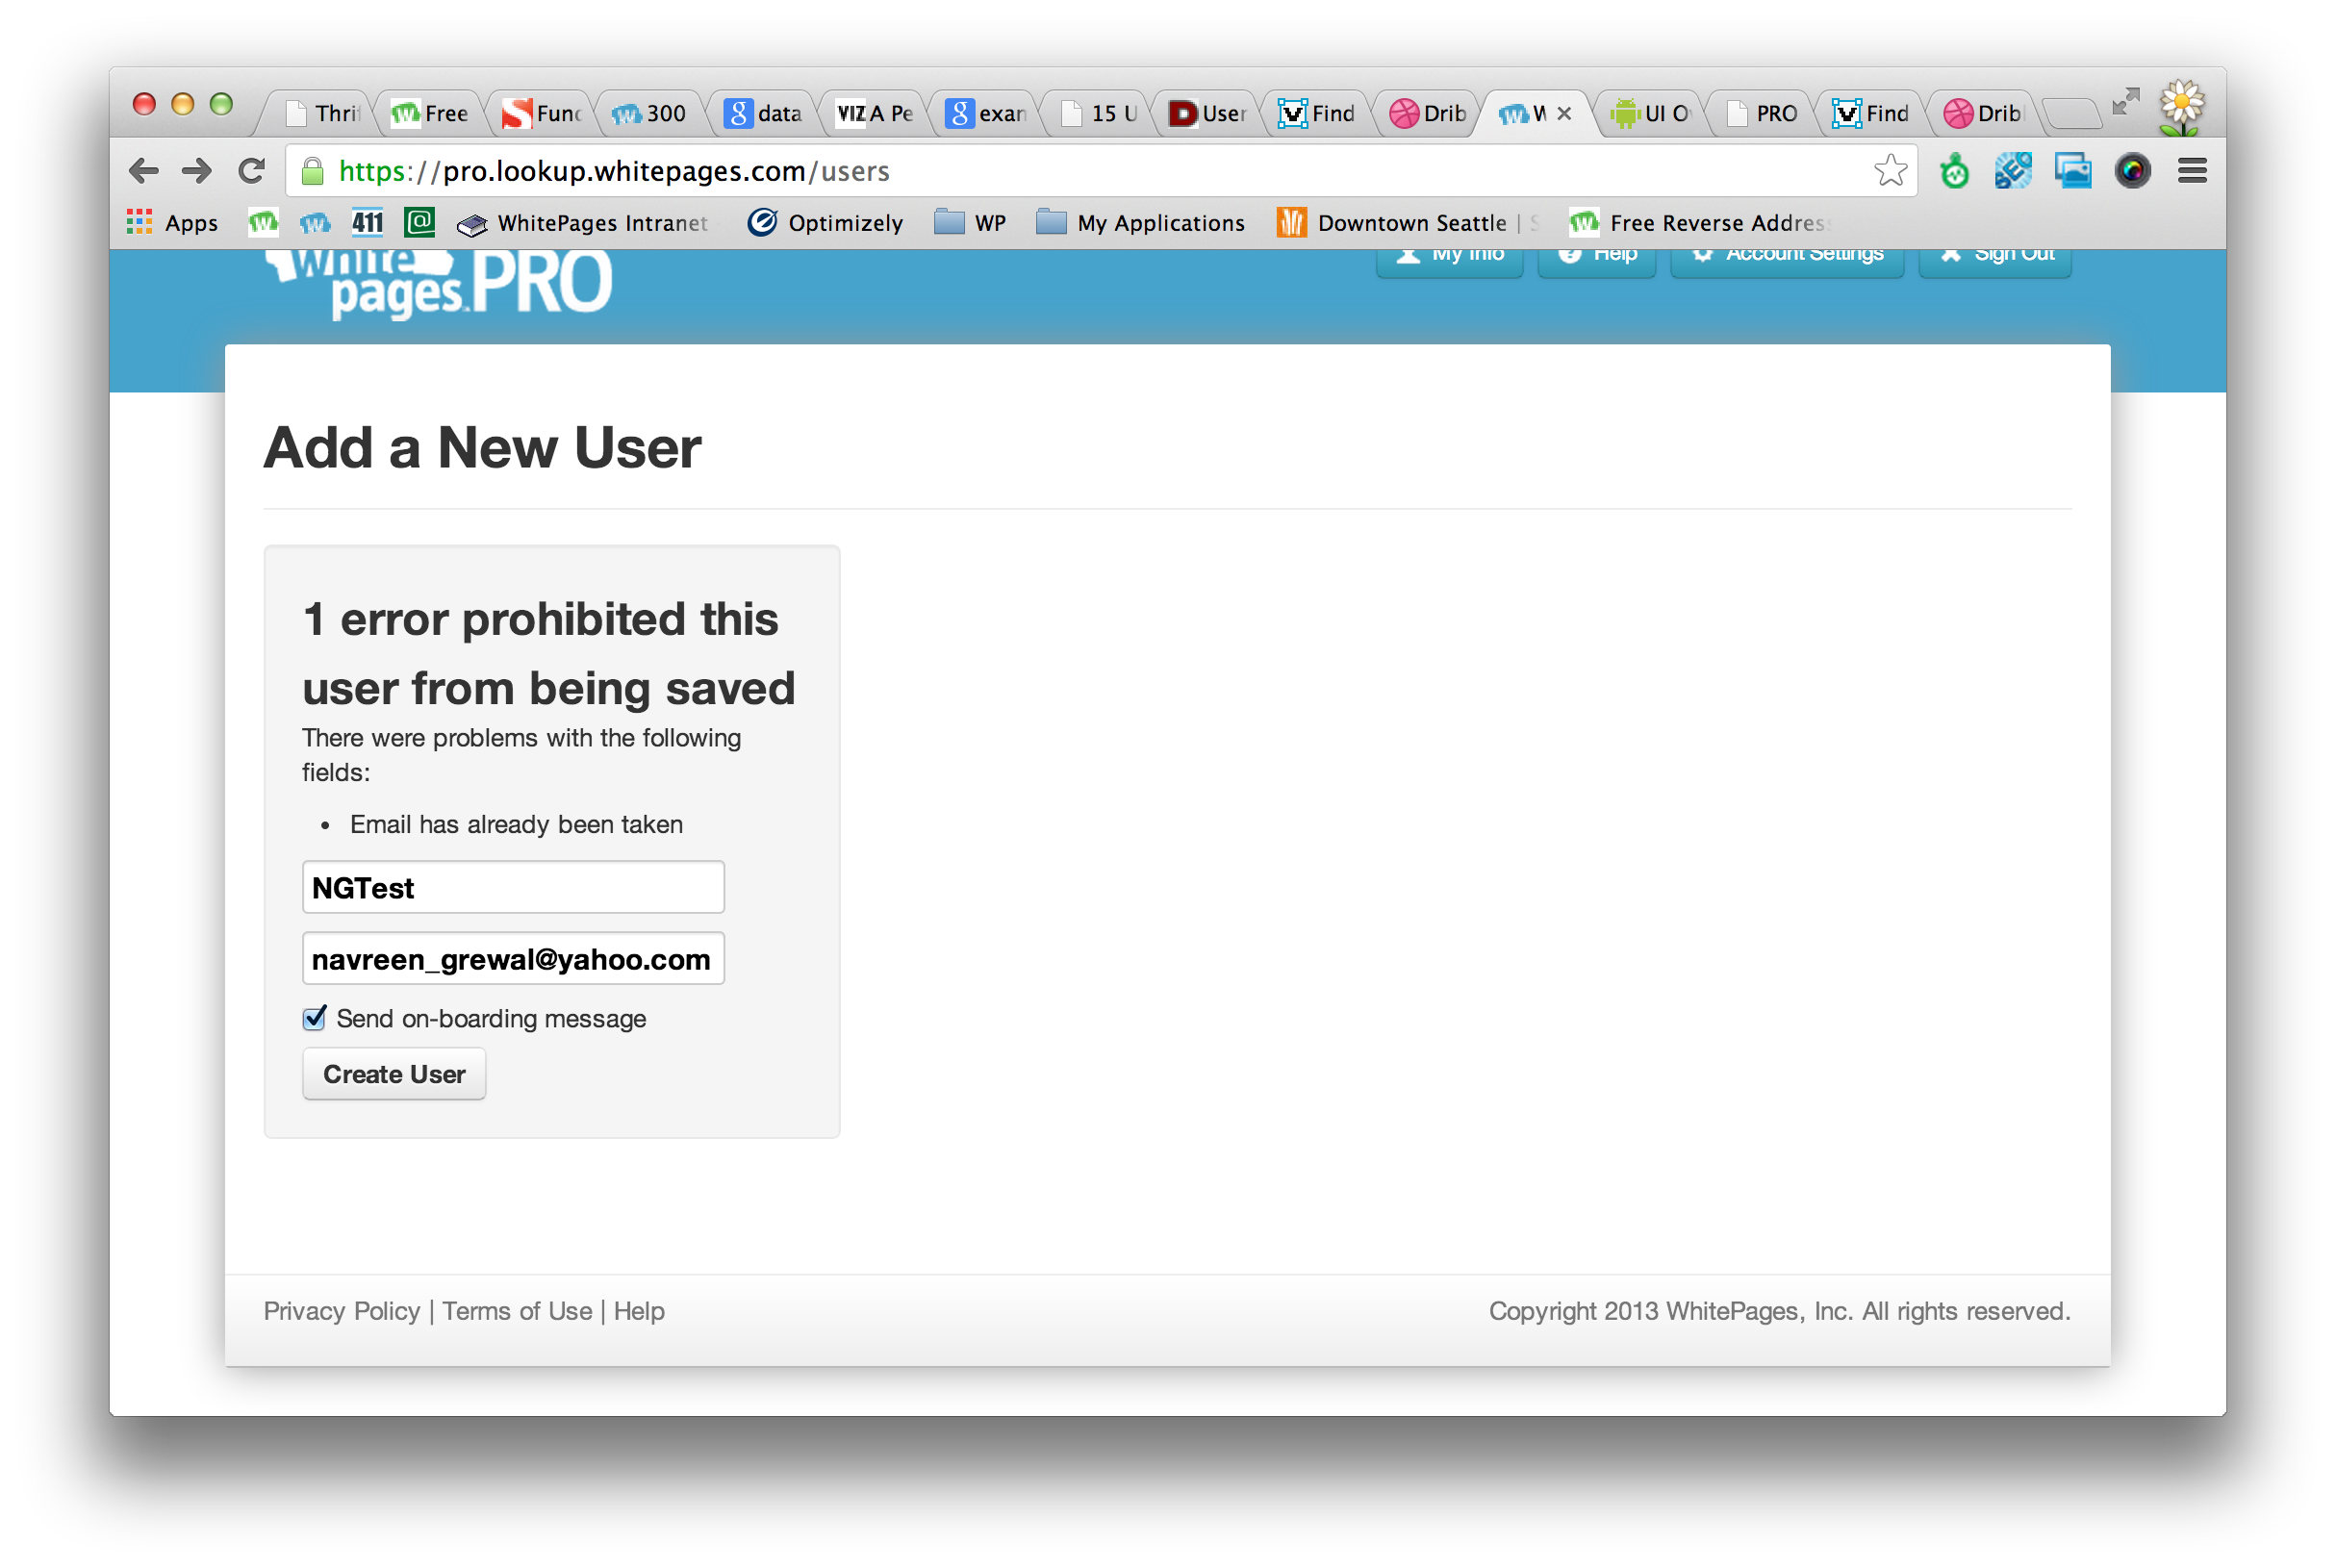 Thri Free Func 300 data VIZ A Pe exan 15 U User Find Drib W UI O PRO Find Drib
https://pro.lookup.whitepages.com/users
Apps 411 WhitePages Intranet Optimizely WP My Applications Downtown Seattle | S Free Reverse Address
White pages PRO
My Info Help Account Settings Sign Out
Add a New User
1 error prohibited this
user from being saved
There were problems with the following
fields:
• Email has already been taken
NGTest
navreen_grewal@yahoo.com
Send on-boarding message
Create User
Privacy Policy | Terms of Use | Help
Copyright 2013 WhitePages, Inc. All rights reserved.